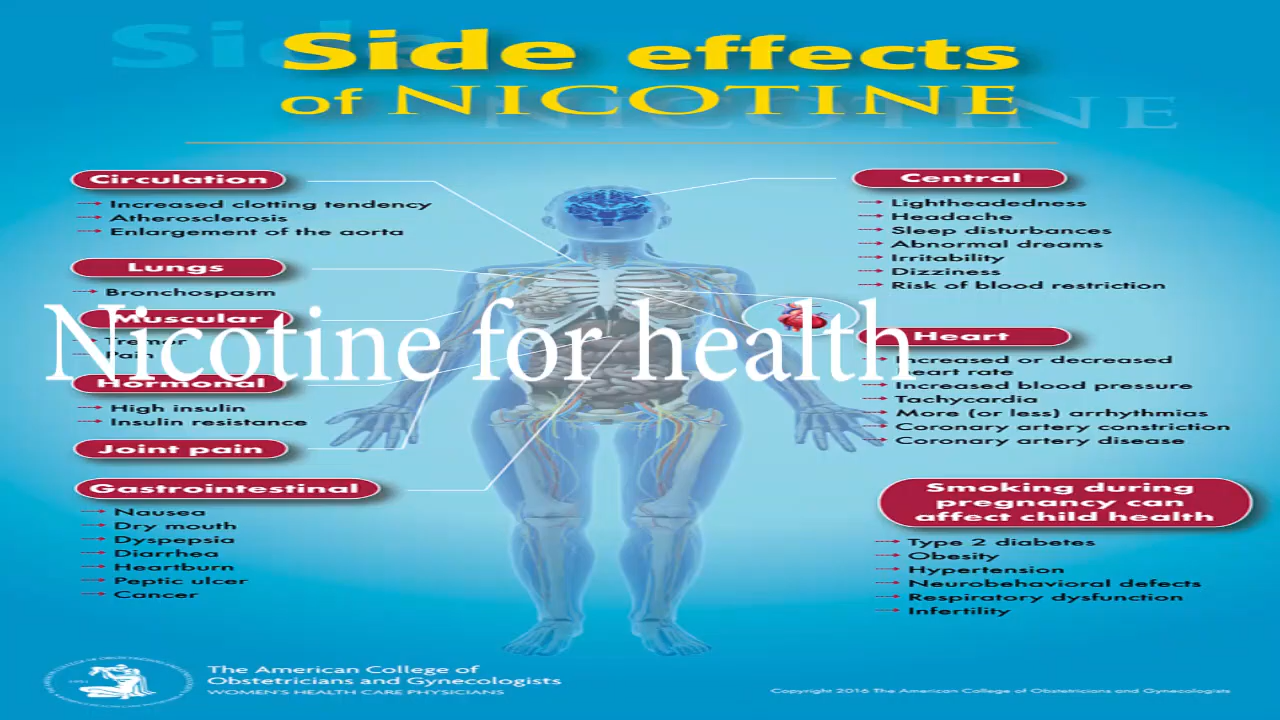 Side effects
of NICOTINE
Circulation
Increased clotting tendency
Atherosclerosis
Enlargement of the aorta
Lungs
Bronchospasm
Muscular
Tremor
Pain
Hormonal
High insulin
Insulin resistance
Joint pain
Gastrointestinal
Nausea
Dry mouth
Dyspepsia
Diarrhea
Heartburn
Peptic ulcer
Cancer
Nicotine for health
Central
Lightheadedness
Headache
Sleep disturbances
Abnormal dreams
Irritability
Dizziness
Risk of blood restriction
Heart
Increased or decreased
heart rate
Increased blood pressure
Tachycardia
More (or less) arrhythmias
Coronary artery constriction
Coronary artery disease
Smoking during
pregnancy can
affect child health
Type 2 diabetes
Obesity
Hypertension
Neurobehavioral defects
Respiratory dysfunction
Infertility
The American College of
Obstetricians and Gynecologists
WOMEN'S HEALTH CARE PHYSICIANS
Copyright 2016 The American College of Obstetricians and Gynecologists